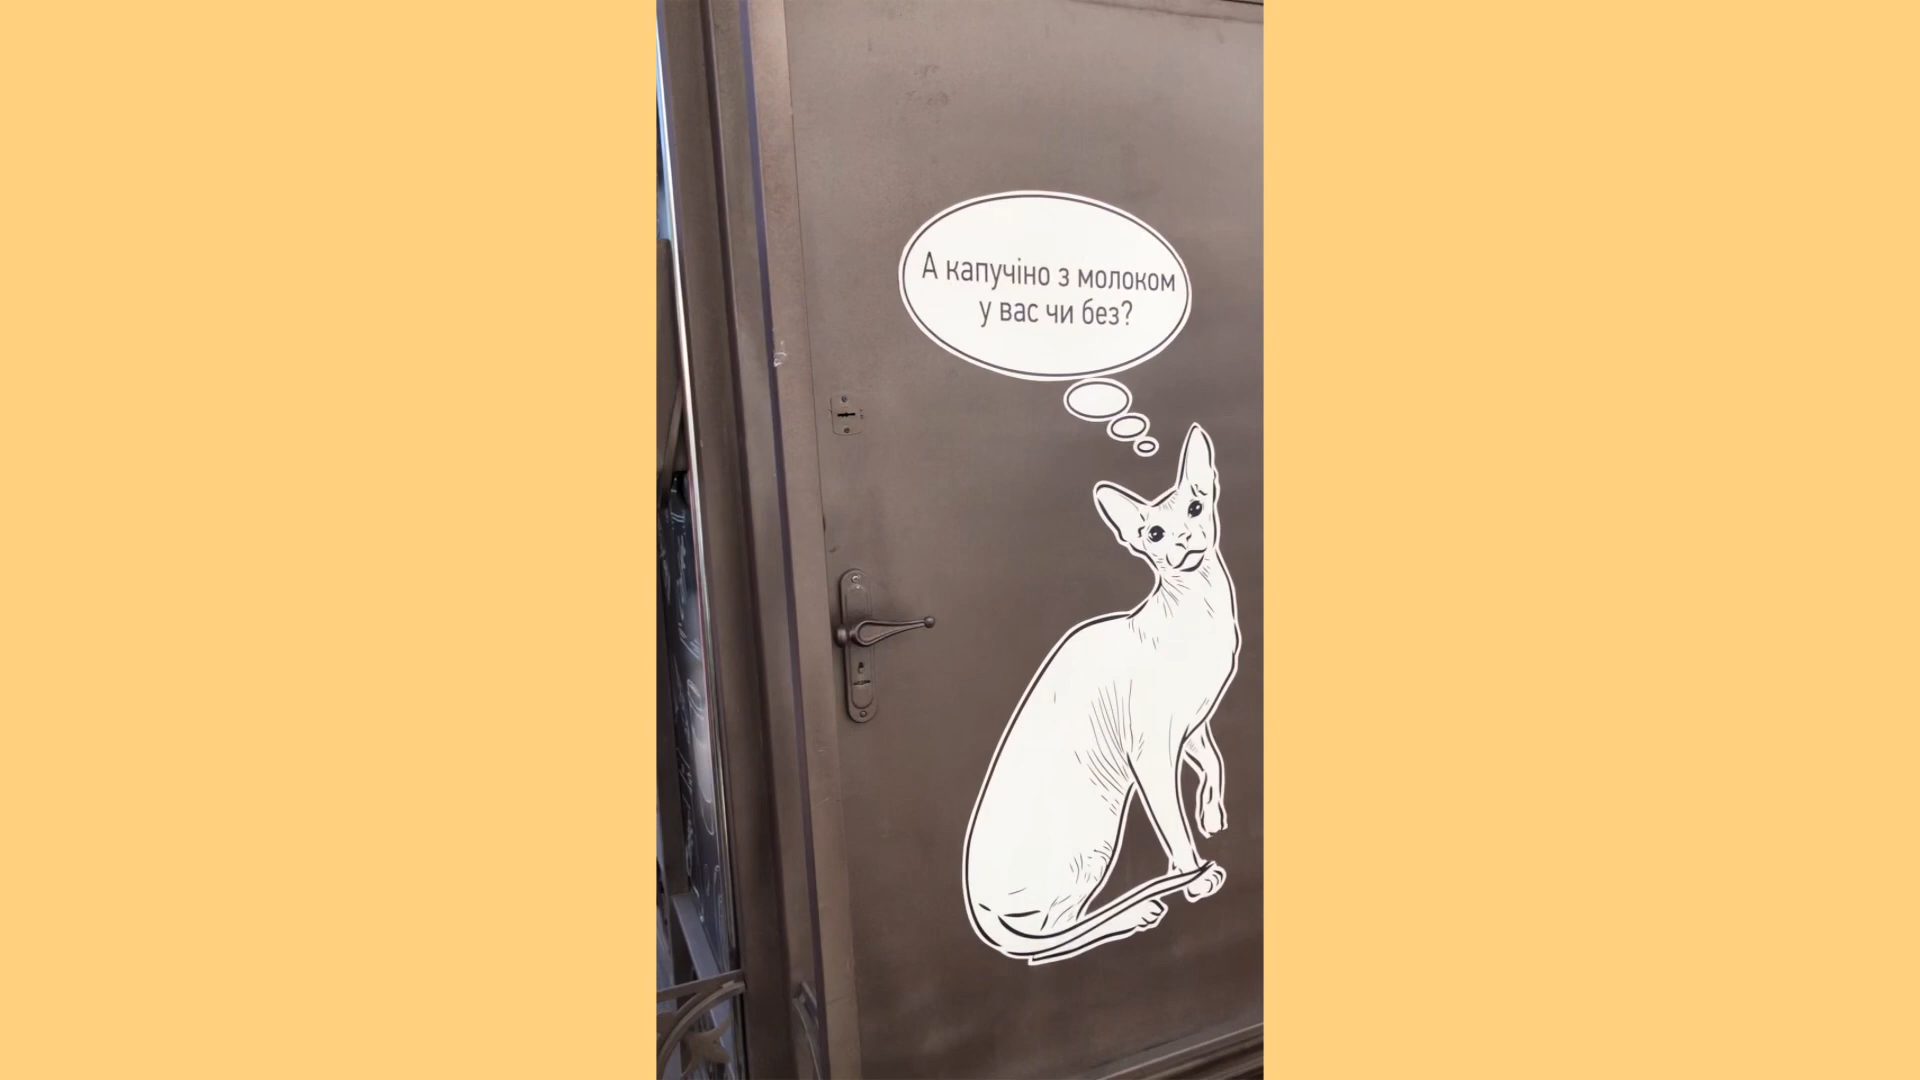 А капучіно з молоком
у вас чи без?